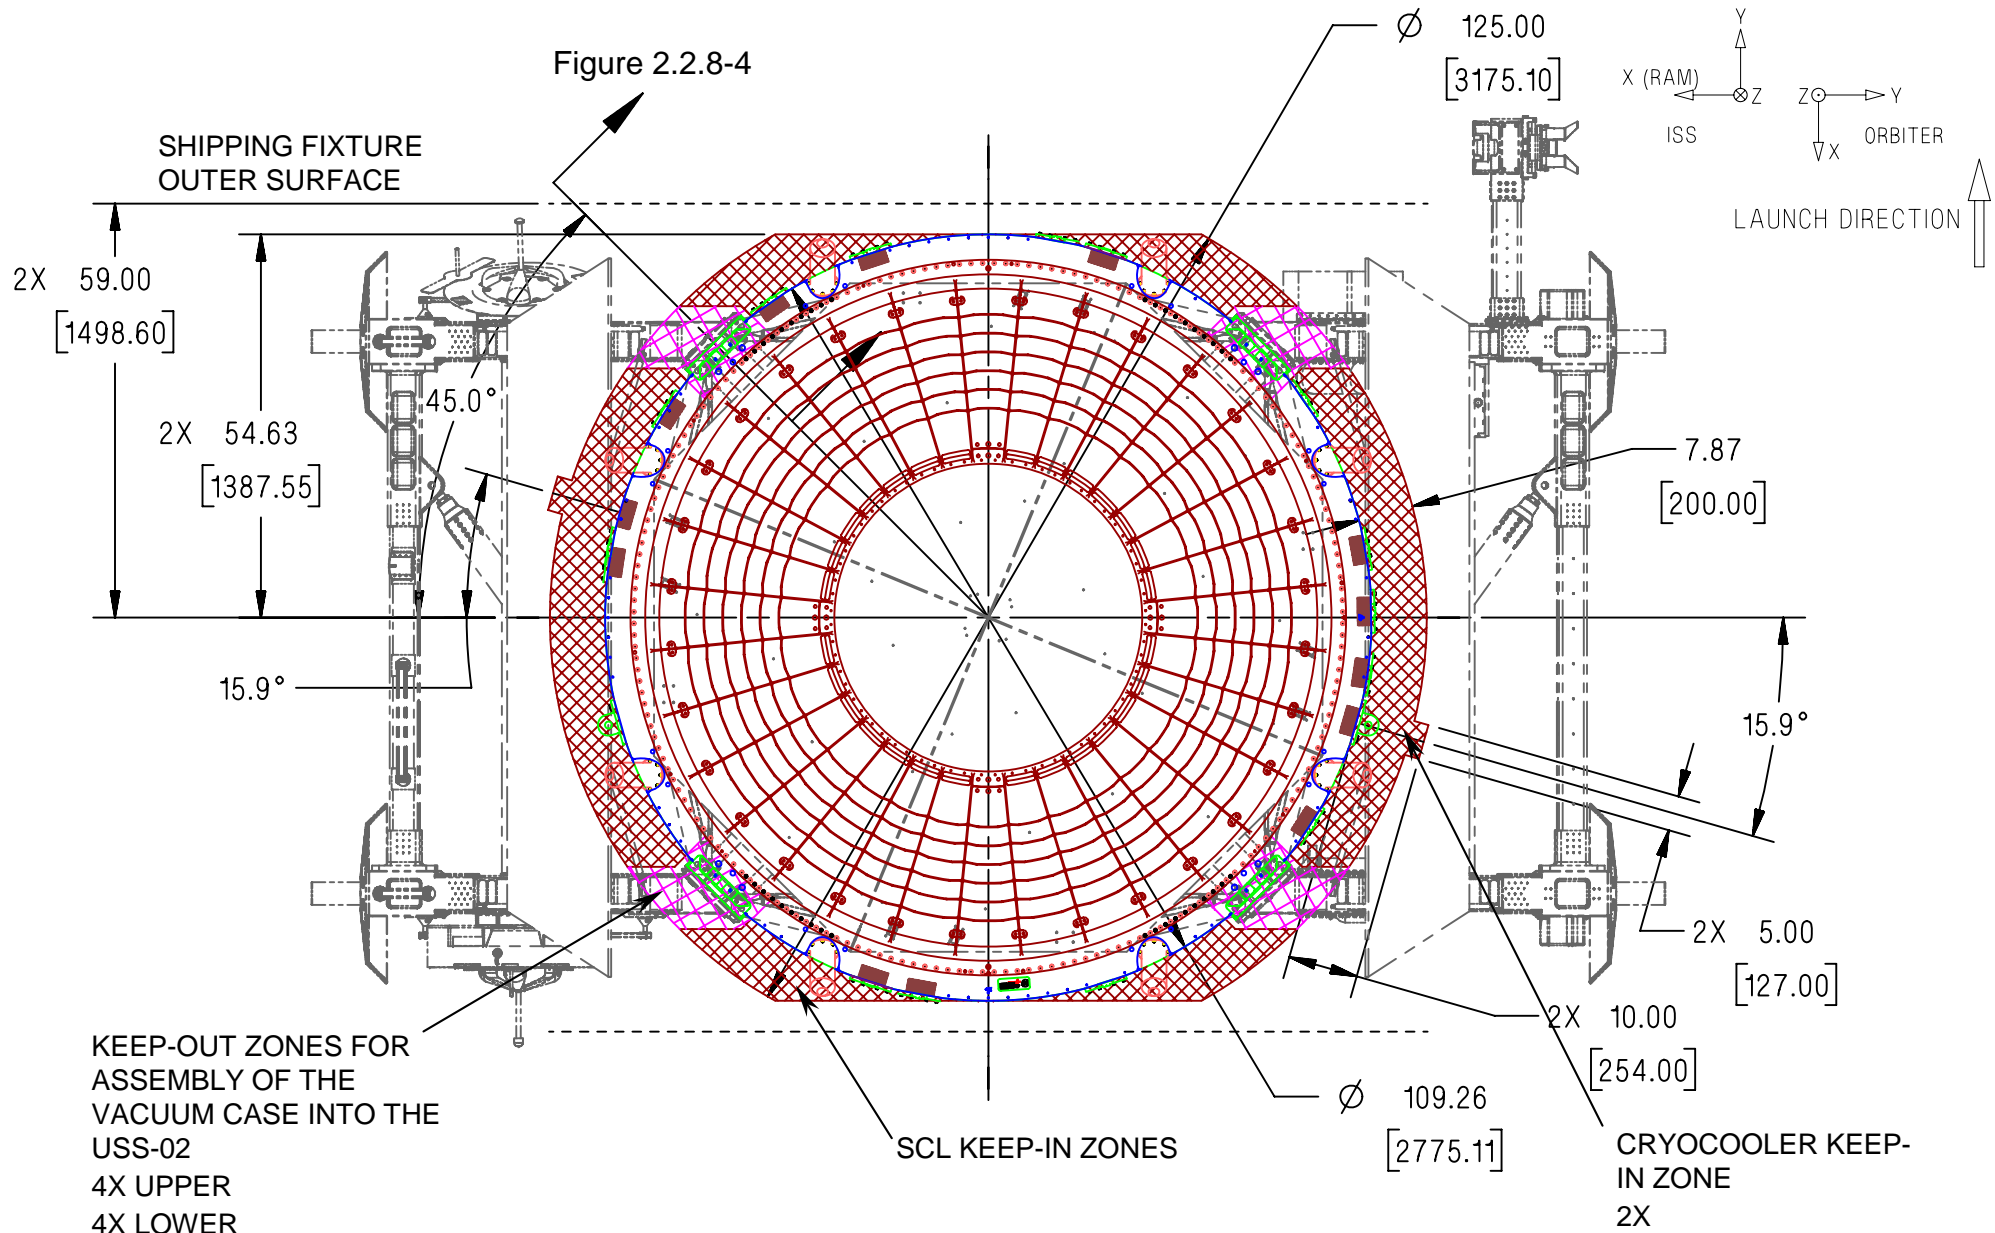 Figure 2.2.8-4
Ø 125.00
[3175.10]
Y
X (RAM)
Z
ISS
Z
Y
X
ORBITER
LAUNCH DIRECTION
SHIPPING FIXTURE
OUTER SURFACE
2X 59.00
[1498.60]
2X 54.63
[1387.55]
45.0°
15.9°
7.87
[200.00]
15.9°
2X 5.00
[127.00]
2X 10.00
[254.00]
Ø 109.26
[2775.11]
KEEP-OUT ZONES FOR
ASSEMBLY OF THE
VACUUM CASE INTO THE
USS-02
4X UPPER
4X LOWER
SCL KEEP-IN ZONES
CRYOCOOLER KEEP-
IN ZONE
2X